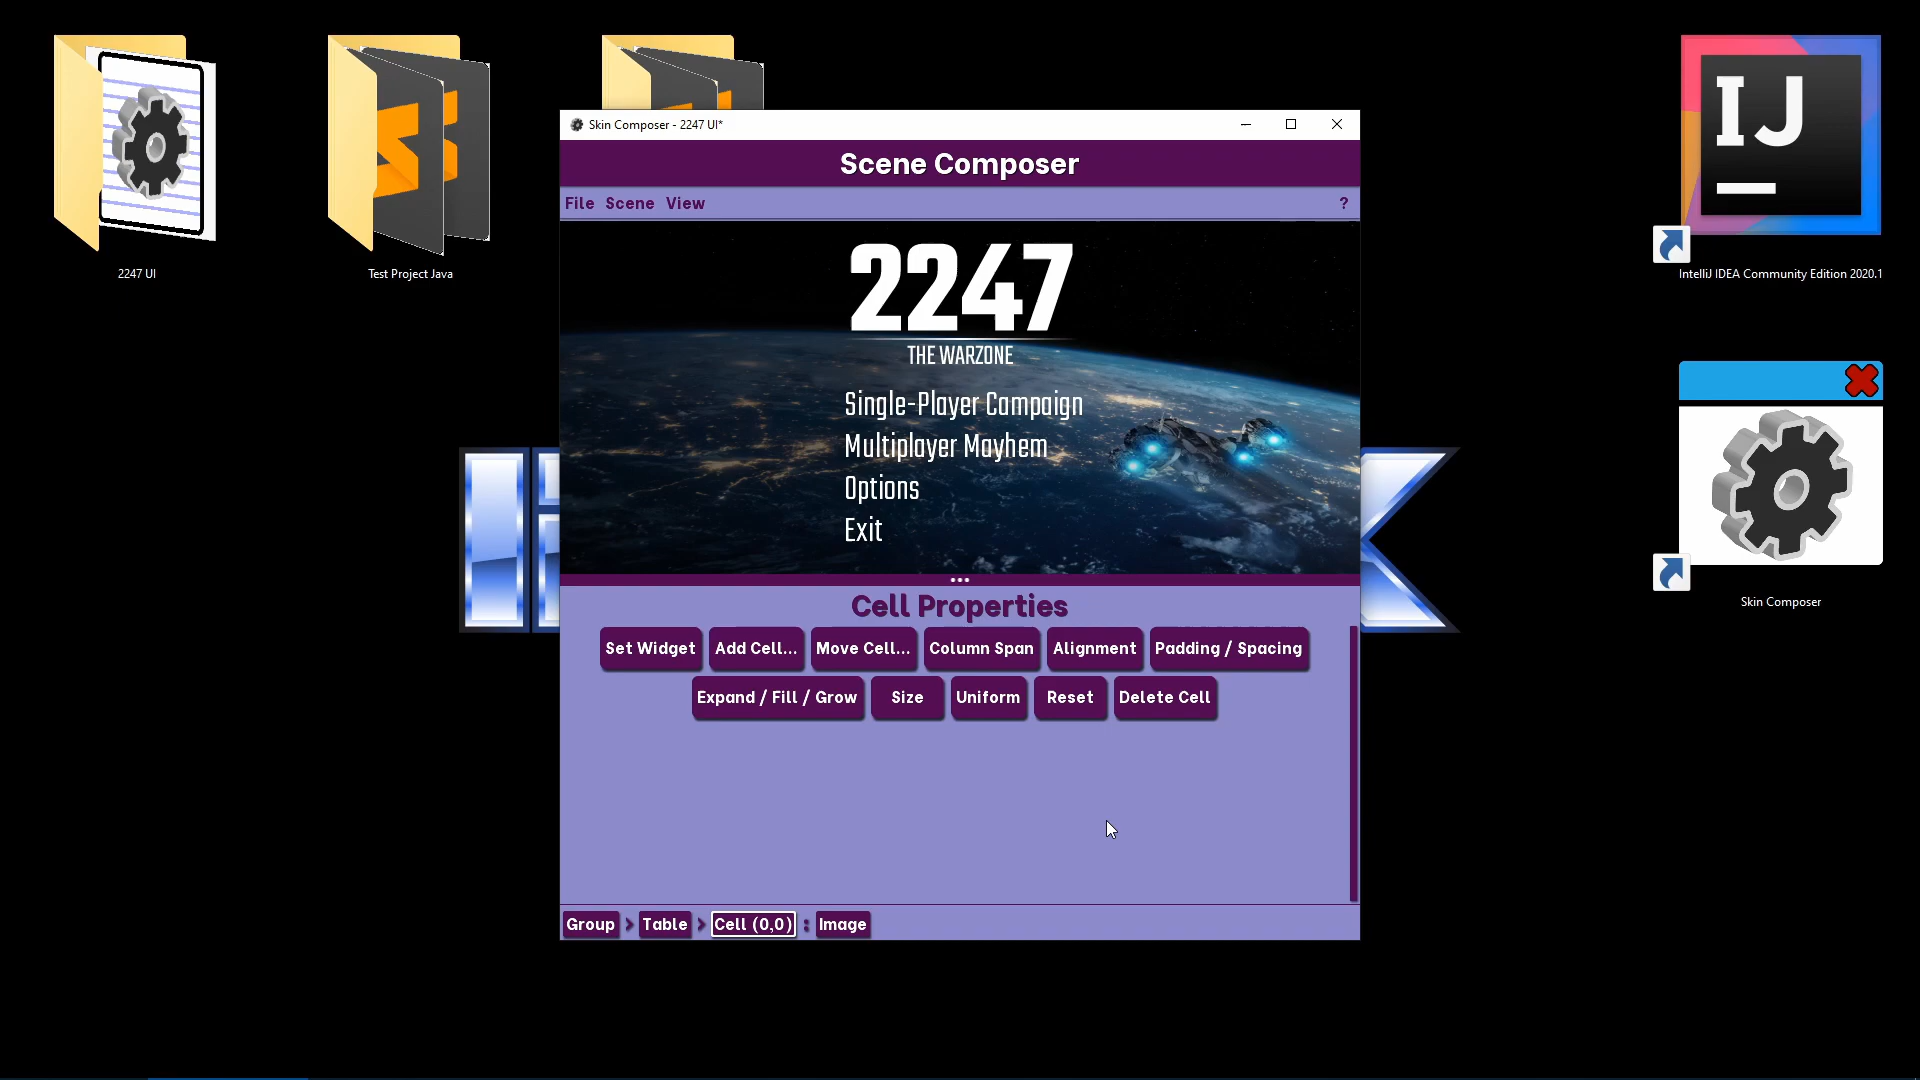 Skin Composer - 2247 UI*
Scene Composer
File Scene View ?
2247
THE WARZONE
Single-Player Campaign
Multiplayer Mayhem
Options
Exit
Cell Properties
Set Widget Add Cell... Move Cell... Column Span Alignment Padding / Spacing
Expand / Fill / Grow Size Uniform Reset Delete Cell
Group > Table > Cell (0,0) : Image
2247 UI
Test Project Java
IJ
IntelliJ IDEA Community Edition 2020.1
Skin Composer